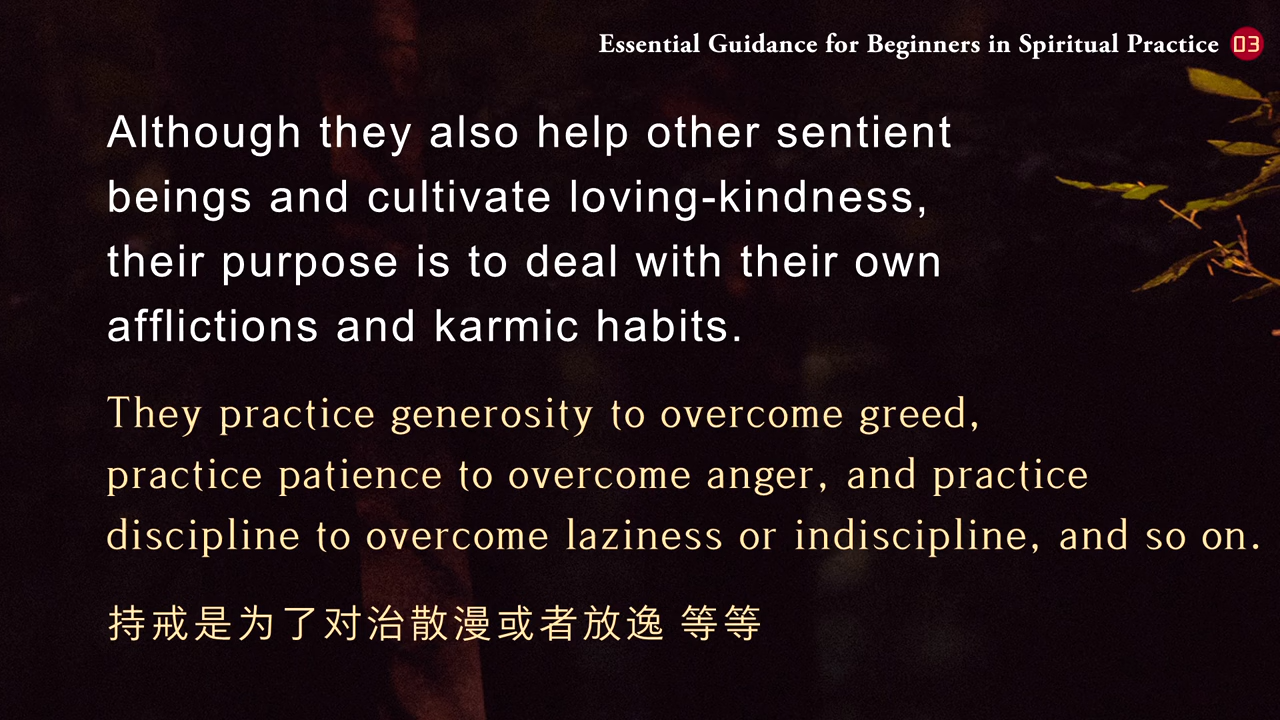 Essential Guidance for Beginners in Spiritual Practice 03
Although they also help other sentient
beings and cultivate loving-kindness,
their purpose is to deal with their own
afflictions and karmic habits.
They practice generosity to overcome greed,
practice patience to overcome anger, and practice
discipline to overcome laziness or indiscipline, and so on.
持戒是为了对治散漫或者放逸 等等